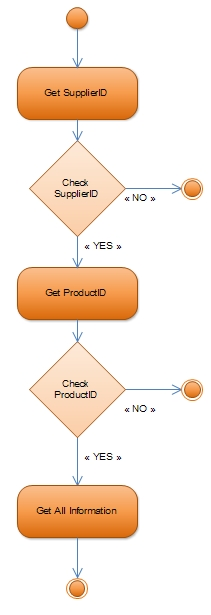 Get SupplierID
Check
SupplierID
« NO »
« YES »
Get ProductID
Check
ProductID
« NO »
« YES »
Get All Information